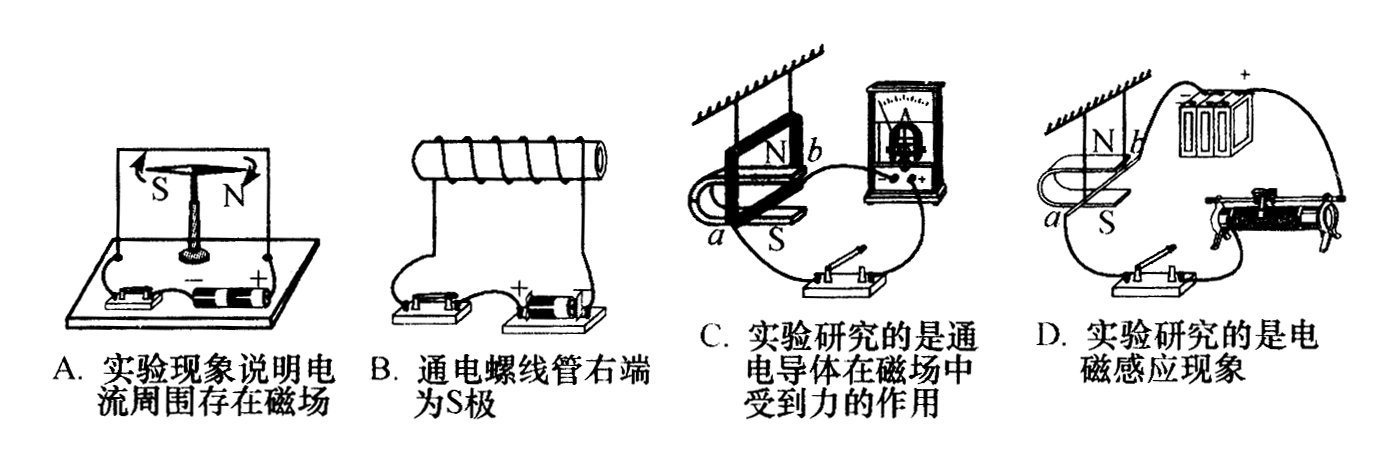 S N
− +
A. 实验现象说明电
流周围存在磁场
+ −
B. 通电螺线管右端
为S极
N b
A
− +
a S
C. 实验研究的是通
电导体在磁场中
受到力的作用
− +
N b
a S
D. 实验研究的是电
磁感应现象